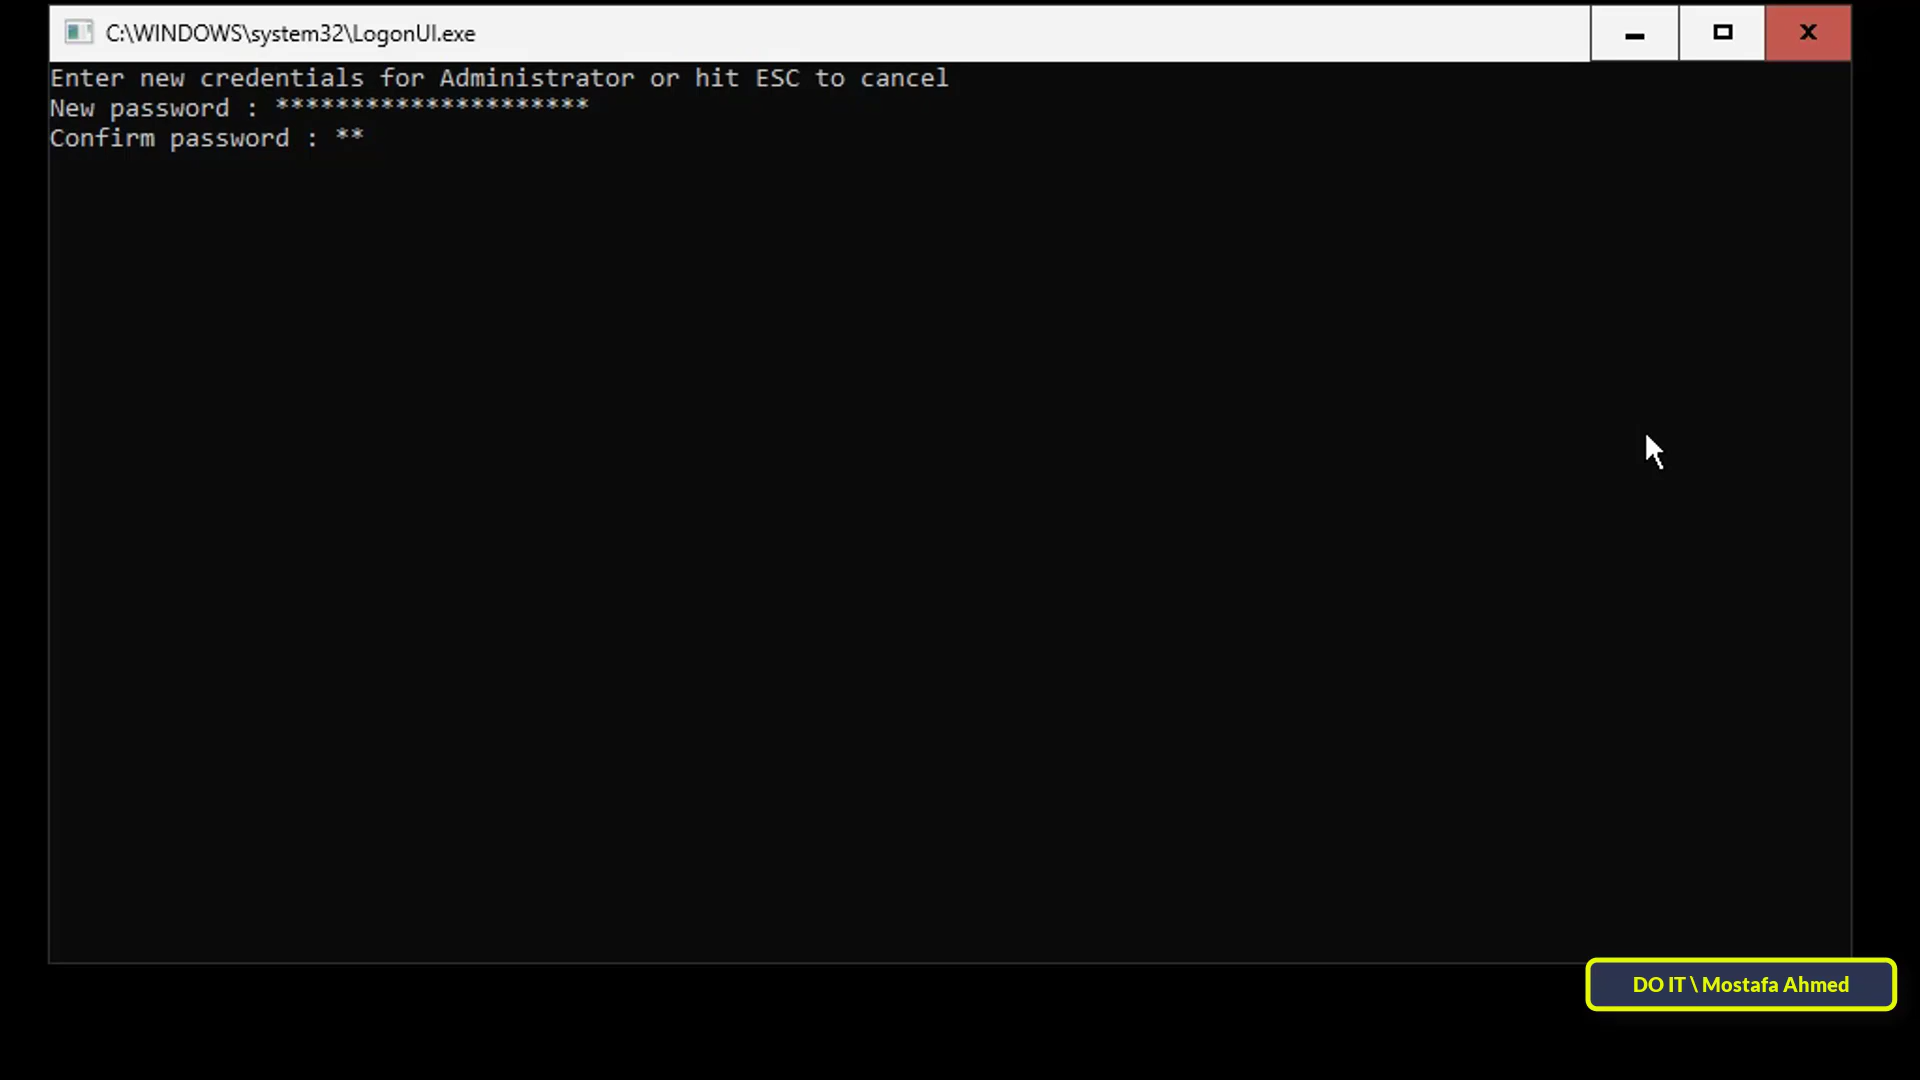 C:\WINDOWS\system32\LogonUI.exe
Enter new credentials for Administrator or hit ESC to cancel
New password : *********************
Confirm password : **
DO IT \ Mostafa Ahmed